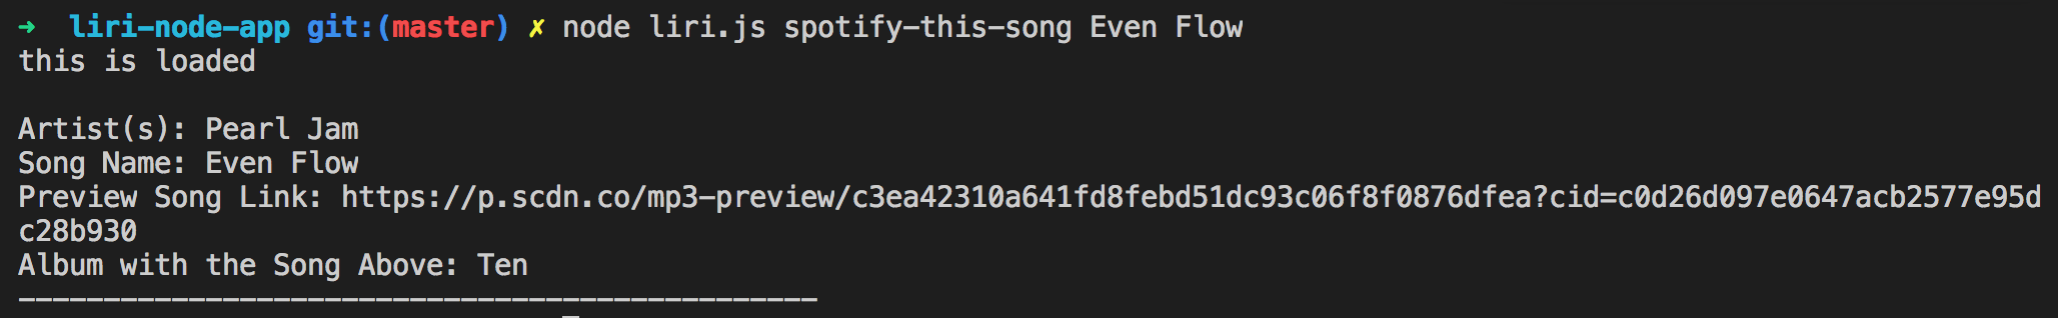 ➜  liri-node-app git:(master) ✗ node liri.js spotify-this-song Even Flow
this is loaded

Artist(s): Pearl Jam
Song Name: Even Flow
Preview Song Link: https://p.scdn.co/mp3-preview/c3ea42310a641fd8febd51dc93c06f8f0876dfea?cid=c0d26d097e0647acb2577e95d
c28b930
Album with the Song Above: Ten
-----------------------------------------------